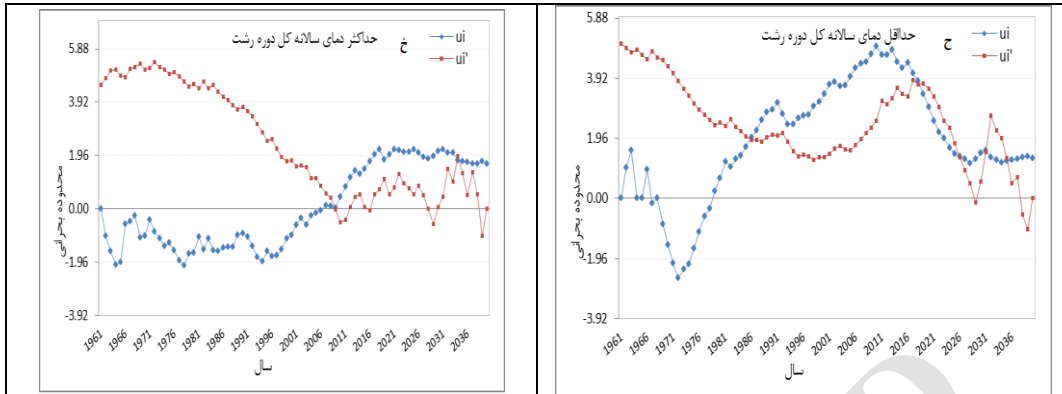 حداکثر دمای سالانه کل دوره رشت خ
ui
ui'
5.88
3.92
1.96
0.00
-1.96
-3.92
محدوده بحرانی
1961 1966 1971 1976 1981 1986 1991 1996 2001 2006 2011 2016 2021 2026 2031 2036
سال
حداقل دمای سالانه کل دوره رشت ح
ui
ui'
5.88
3.92
1.96
0.00
-1.96
-3.92
محدوده بحرانی
1961 1966 1971 1976 1981 1986 1991 1996 2001 2006 2011 2016 2021 2026 2031 2036
سال